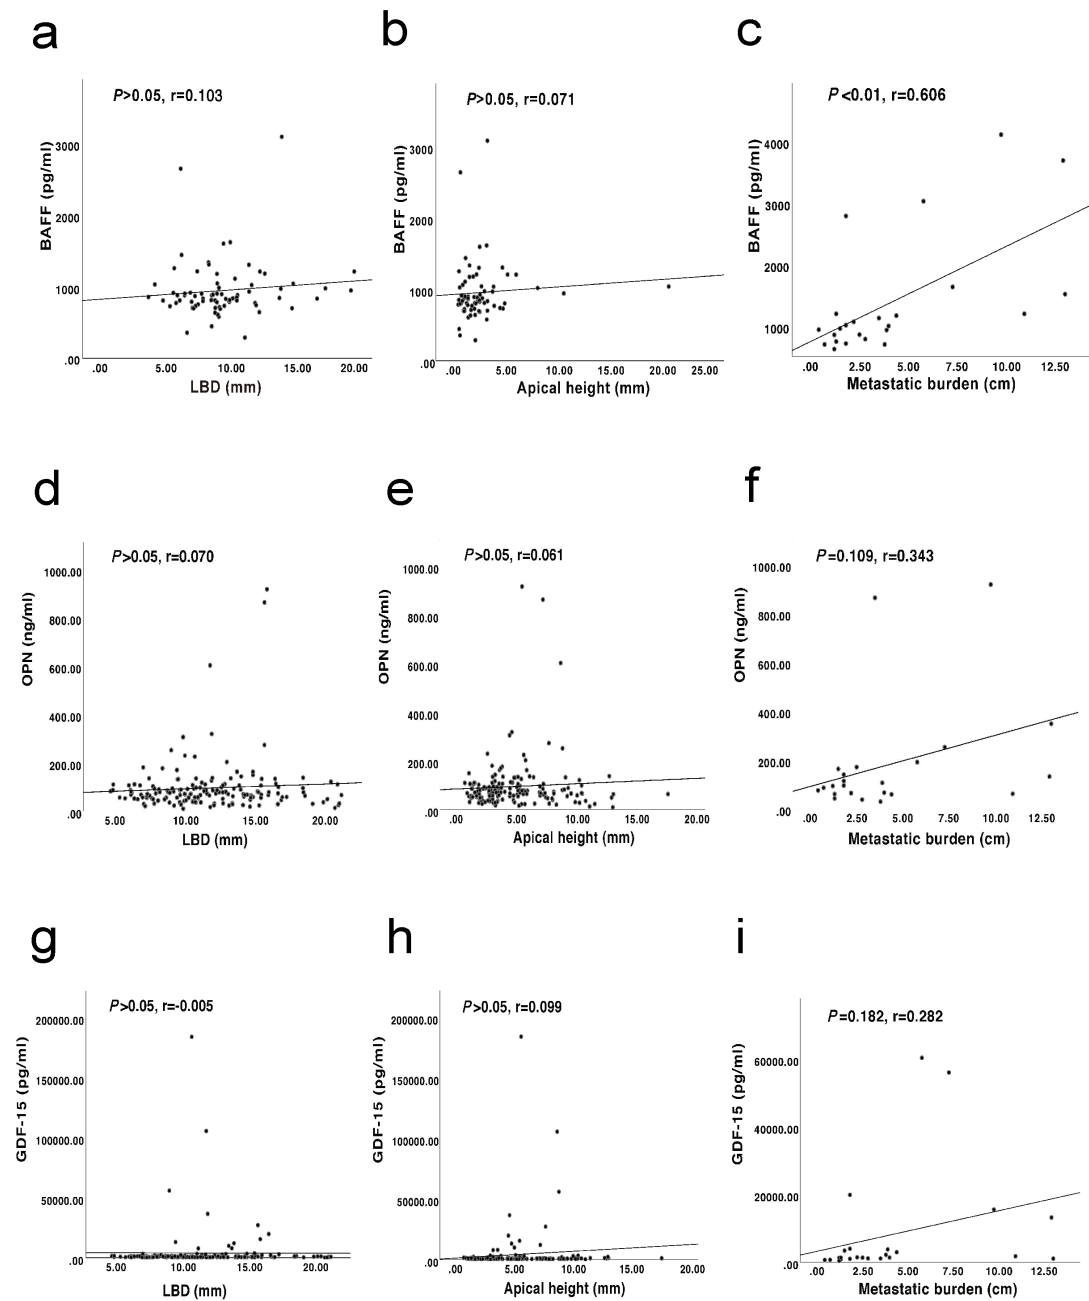 a
P>0.05, r=0.103
BAFF (pg/ml)
3000
2000
1000
.00
.00 5.00 10.00 15.00 20.00
LBD (mm)
b
P>0.05, r=0.071
BAFF (pg/ml)
3000
2000
1000
.00
.00 5.00 10.00 15.00 20.00 25.00
Apical height (mm)
c
P<0.01, r=0.606
BAFF (pg/ml)
4000
3000
2000
1000
.00 2.50 5.00 7.50 10.00 12.50
Metastatic burden (cm)
d
P>0.05, r=0.070
OPN (ng/ml)
1000.00
800.00
600.00
400.00
200.00
.00
5.00 10.00 15.00 20.00
LBD (mm)
e
P>0.05, r=0.061
OPN (ng/ml)
1000.00
800.00
600.00
400.00
200.00
.00
.00 5.00 10.00 15.00 20.00
Apical height (mm)
f
P=0.109, r=0.343
OPN (ng/ml)
1000.00
800.00
600.00
400.00
200.00
.00
.00 2.50 5.00 7.50 10.00 12.50
Metastatic burden (cm)
g
P>0.05, r=-0.005
GDF-15 (pg/ml)
200000.00
150000.00
100000.00
50000.00
.00
5.00 10.00 15.00 20.00
LBD (mm)
h
P>0.05, r=0.099
GDF-15 (pg/ml)
200000.00
150000.00
100000.00
50000.00
.00
.00 5.00 10.00 15.00 20.00
Apical height (mm)
i
P=0.182, r=0.282
GDF-15 (pg/ml)
60000.00
40000.00
20000.00
.00
.00 2.50 5.00 7.50 10.00 12.50
Metastatic burden (cm)